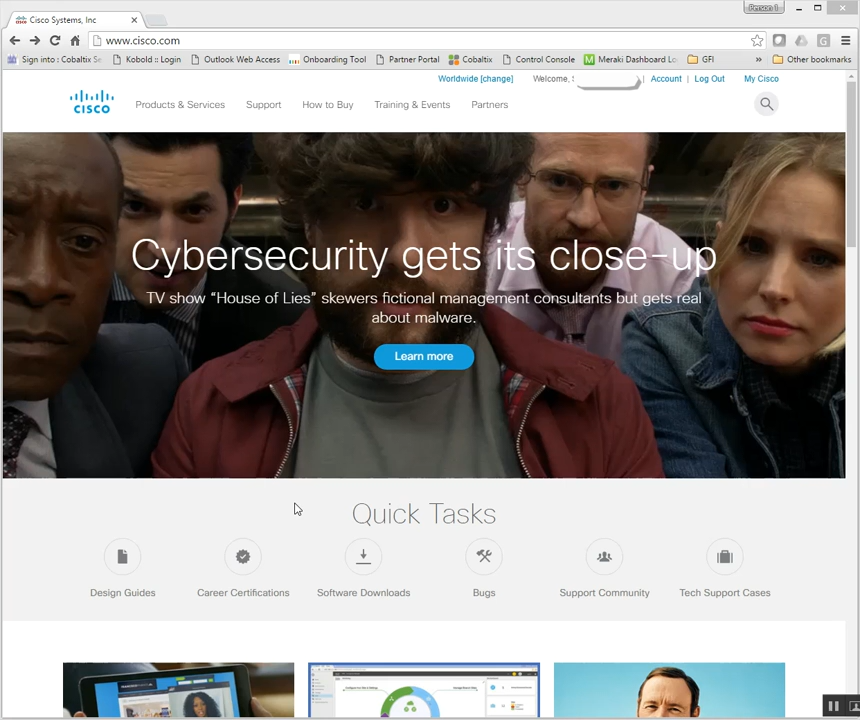 Person 1
Cisco Systems, Inc
www.cisco.com
Sign into : Cobaltix Se
Kobold :: Login
Outlook Web Access
Onboarding Tool
Partner Portal
Cobaltix
Control Console
Meraki Dashboard Lo
GFI
» Other bookmarks
Worldwide [change] Welcome, | Account | Log Out My Cisco
CISCO
Products & Services Support How to Buy Training & Events Partners
Cybersecurity gets its close-up
TV show “House of Lies” skewers fictional management consultants but gets real
about malware.
Learn more
Quick Tasks
Design Guides Career Certifications Software Downloads Bugs Support Community Tech Support Cases